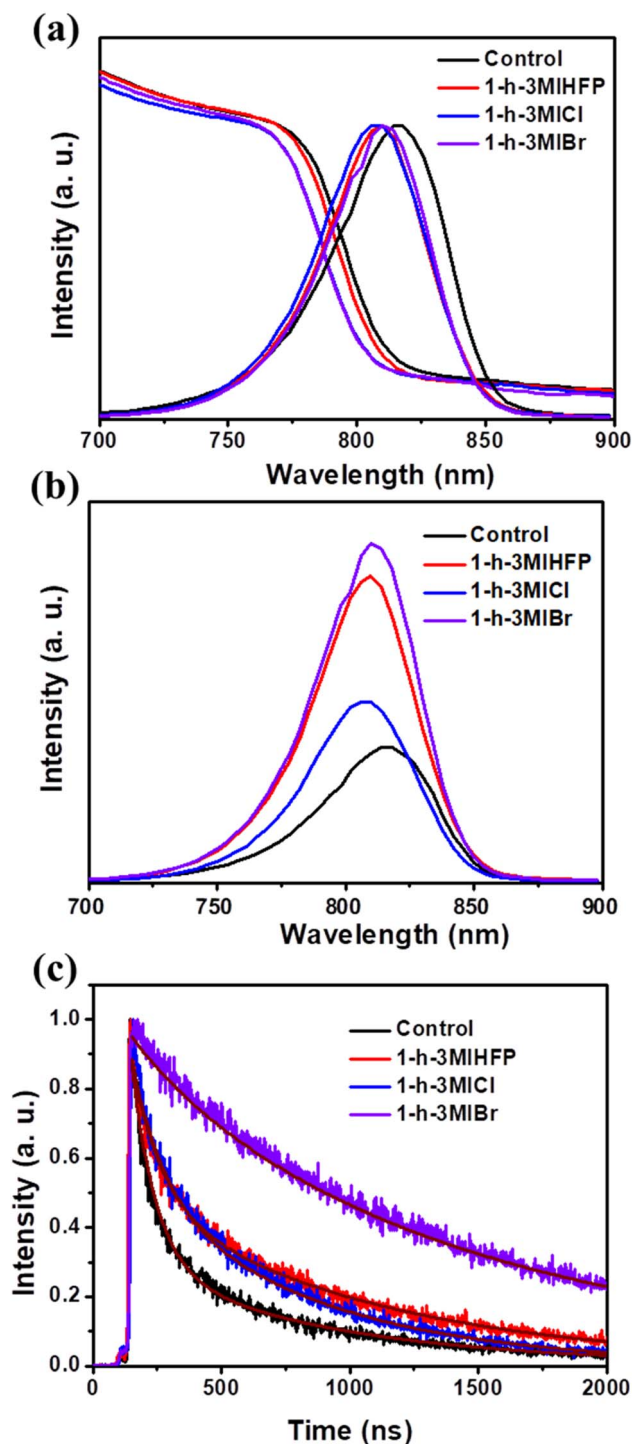 (a)
Control
1-h-3MIHFP
1-h-3MICl
1-h-3MIBr
Intensity (a. u.)
700 750 800 850 900
Wavelength (nm)
(b)
Control
1-h-3MIHFP
1-h-3MICl
1-h-3MIBr
Intensity (a. u.)
700 750 800 850 900
Wavelength (nm)
(c)
1.0
Control
1-h-3MIHFP
1-h-3MICl
1-h-3MIBr
0.8
0.6
0.4
0.2
0.0
Intensity (a. u.)
0 500 1000 1500 2000
Time (ns)